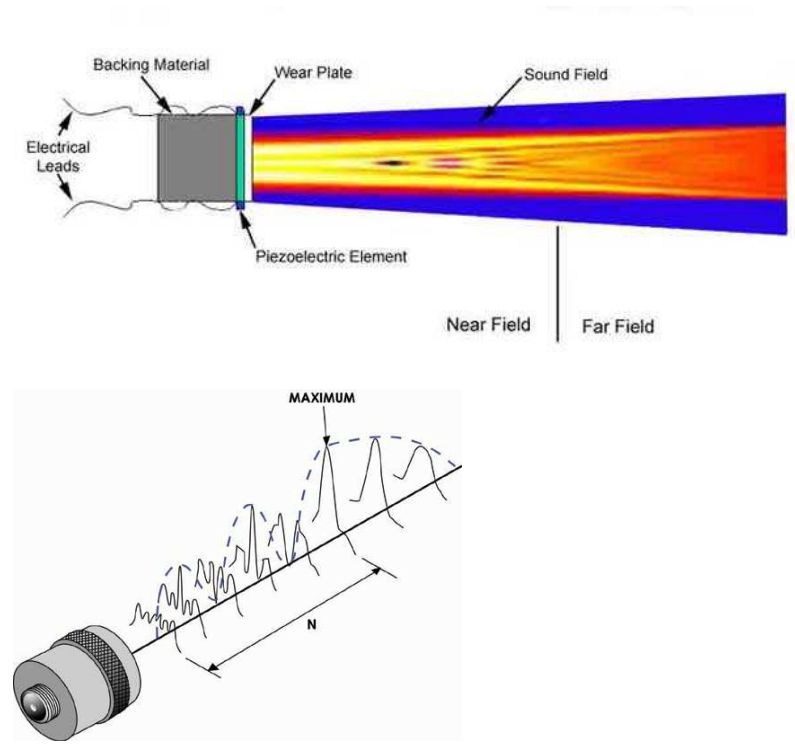 Backing Material
Wear Plate
Sound Field
Electrical
Leads
Piezoelectric Element
Near Field
Far Field
MAXIMUM
N